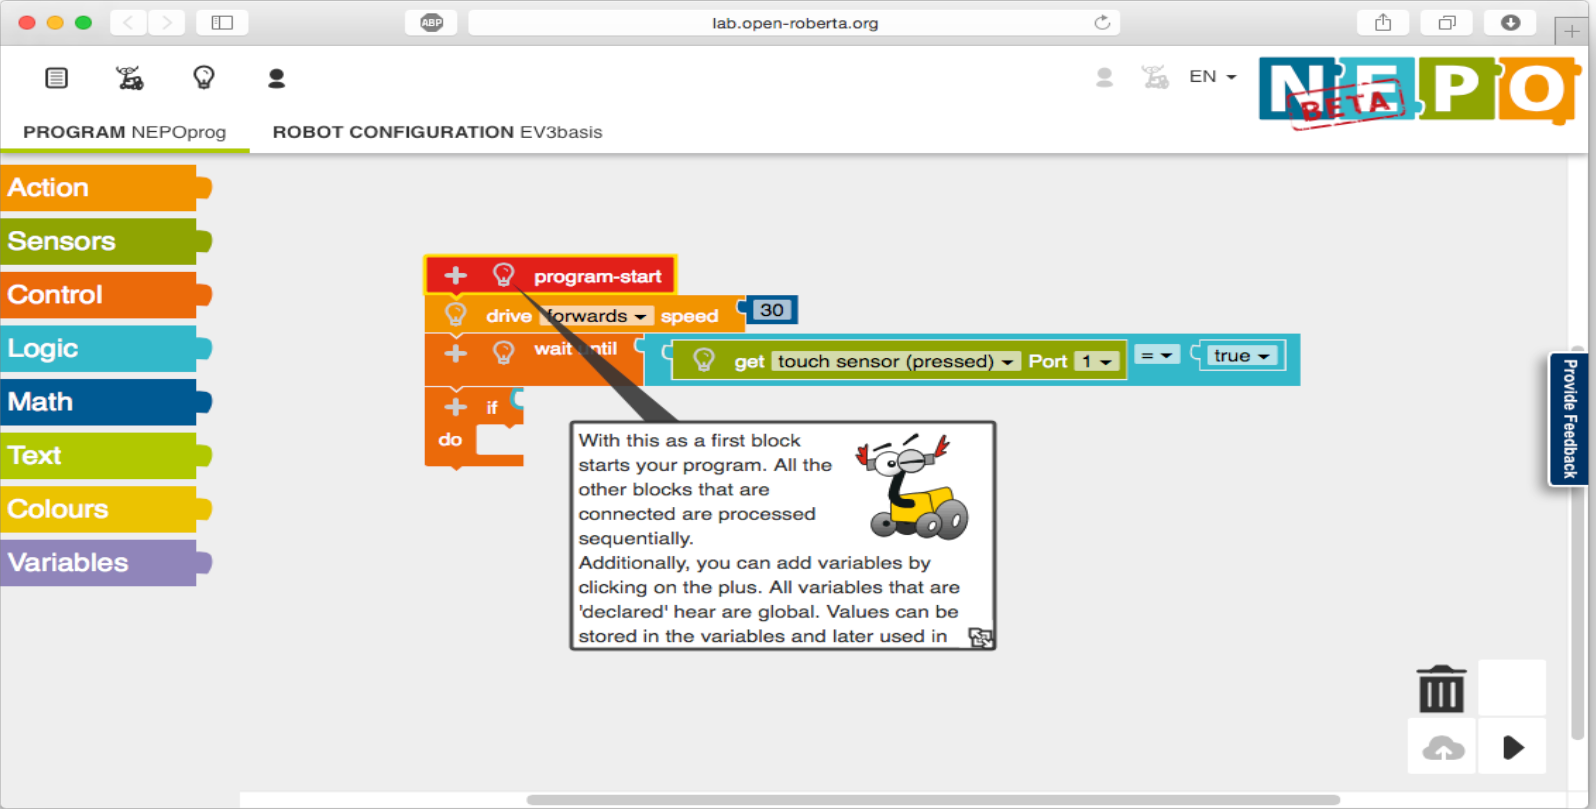 ABP
lab.open-roberta.org
EN
NEPO
BETA
PROGRAM NEPOprog
ROBOT CONFIGURATION EV3basis
Action
Sensors
Control
Logic
Math
Text
Colours
Variables
program-start
drive forwards speed 30
wait until get touch sensor (pressed) Port 1 = true
if
do
With this as a first block
starts your program. All the
other blocks that are
connected are processed
sequentially.
Additionally, you can add variables by
clicking on the plus. All variables that are
'declared' hear are global. Values can be
stored in the variables and later used in
Provide Feedback